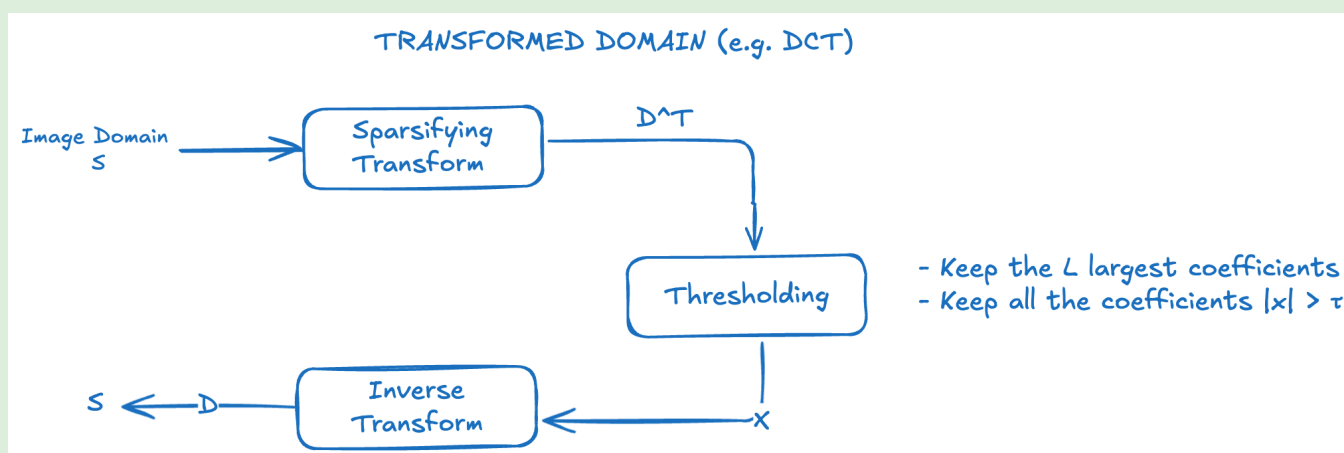 TRANSFORMED DOMAIN (e.g. DCT)
Image Domain
S
Sparsifying
Transform
D^T
Thresholding
- Keep the L largest coefficients
- Keep all the coefficients |x| > τ
X
Inverse
Transform
D
S